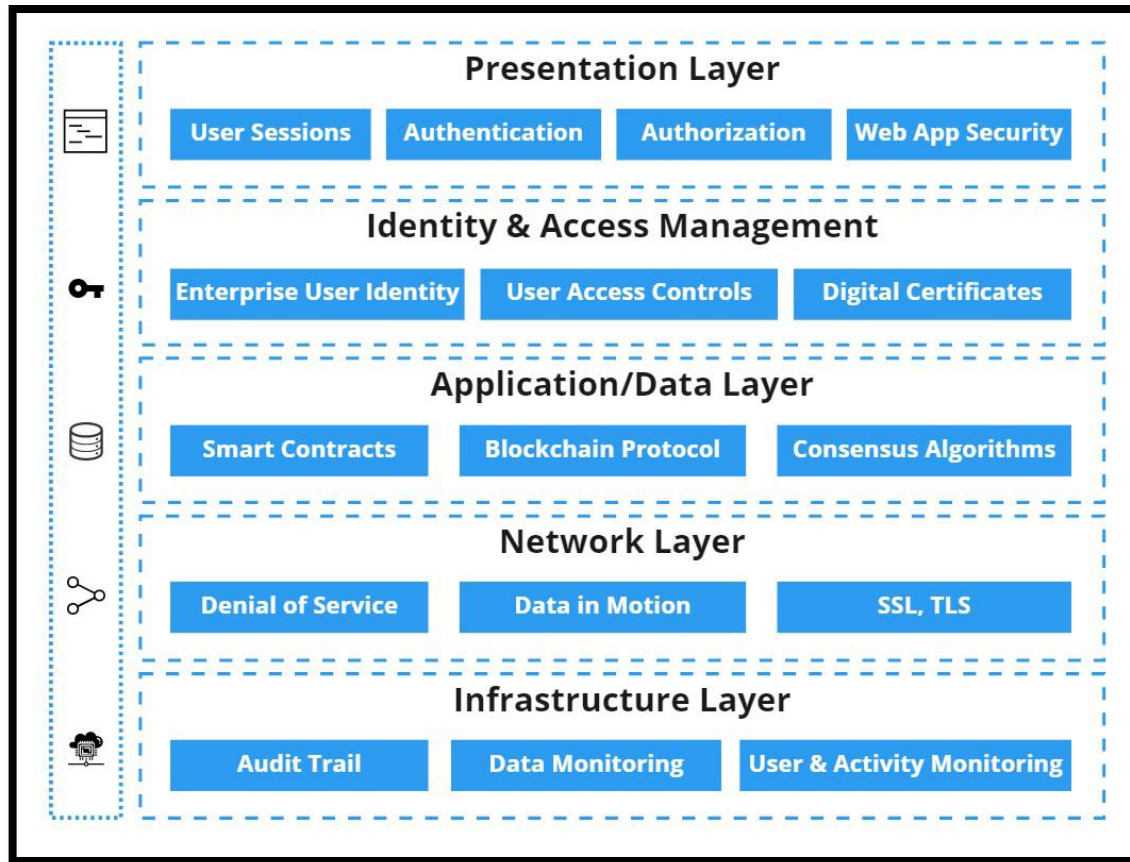 Presentation Layer
User Sessions
Authentication
Authorization
Web App Security
Identity & Access Management
Enterprise User Identity
User Access Controls
Digital Certificates
Application/Data Layer
Smart Contracts
Blockchain Protocol
Consensus Algorithms
Network Layer
Denial of Service
Data in Motion
SSL, TLS
Infrastructure Layer
Audit Trail
Data Monitoring
User & Activity Monitoring